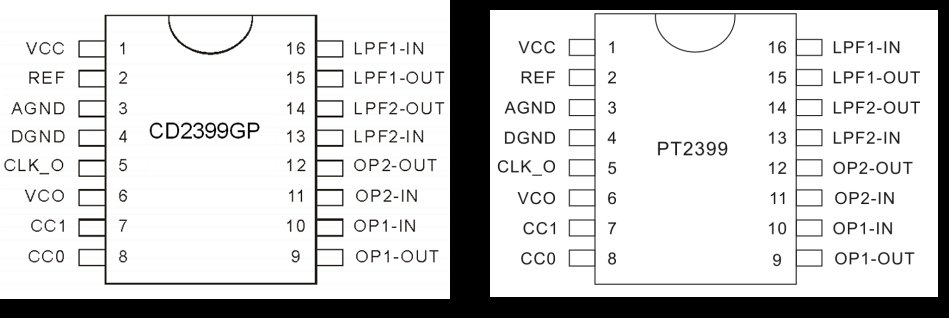 VCC 1 16 LPF1-IN
REF 2 15 LPF1-OUT
AGND 3 14 LPF2-OUT
DGND 4 13 LPF2-IN
CD2399GP
CLK_O 5 12 OP2-OUT
VCO 6 11 OP2-IN
CC1 7 10 OP1-IN
CC0 8 9 OP1-OUT
VCC 1 16 LPF1-IN
REF 2 15 LPF1-OUT
AGND 3 14 LPF2-OUT
DGND 4 13 LPF2-IN
PT2399
CLK_O 5 12 OP2-OUT
VCO 6 11 OP2-IN
CC1 7 10 OP1-IN
CC0 8 9 OP1-OUT